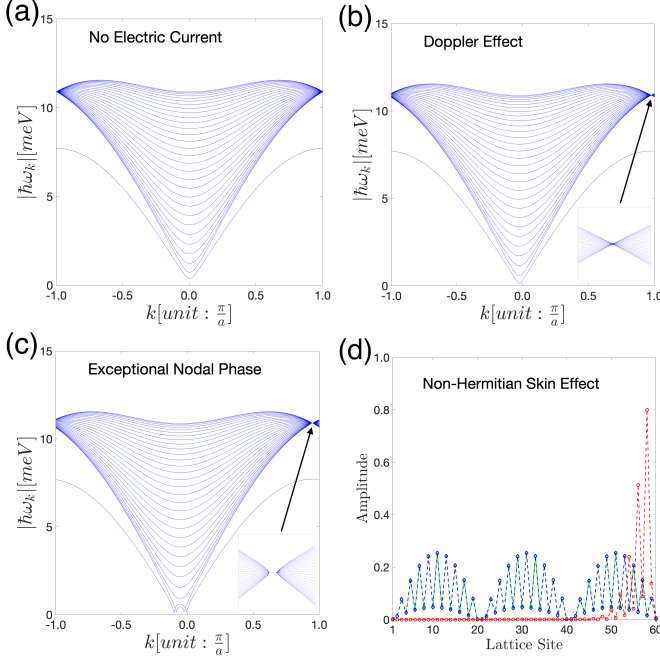 (a)
No Electric Current
15
10
5
0
|ℏω_k|[meV]
-1.0 -0.5 0.0 0.5 1.0
k[unit : π/a]
(b)
Doppler Effect
15
10
5
0
|ℏω_k|[meV]
-1.0 -0.5 0.0 0.5 1.0
k[unit : π/a]
(c)
Exceptional Nodal Phase
15
10
5
0
|ℏω_k|[meV]
-1.0 -0.5 0.0 0.5 1.0
k[unit : π/a]
(d)
Non-Hermitian Skin Effect
1.0
0.8
0.6
0.4
0.2
0
Amplitude
1 10 20 30 40 50 60
Lattice Site